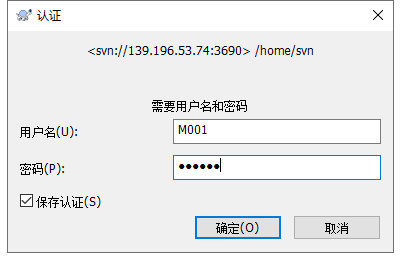 认证
<svn://139.196.53.74:3690> /home/svn
需要用户名和密码
用户名(U): M001
密码(P): ●●●●●●
保存认证(S)
确定(O) 取消